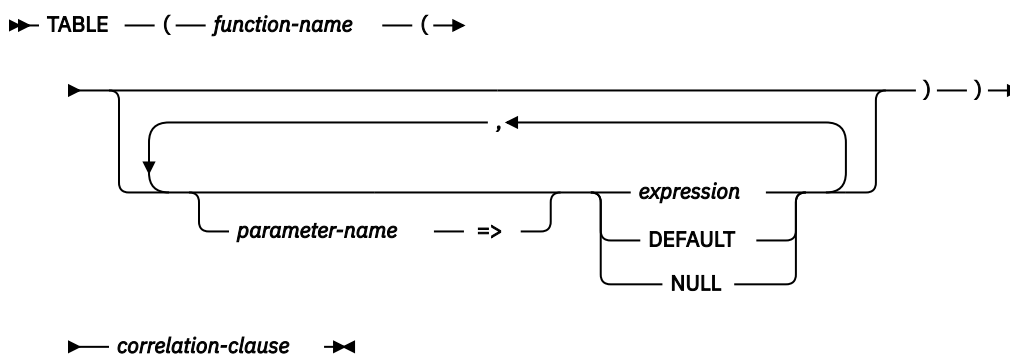 TABLE ( function-name (
) )
,
expression
parameter-name =>
DEFAULT
NULL
correlation-clause